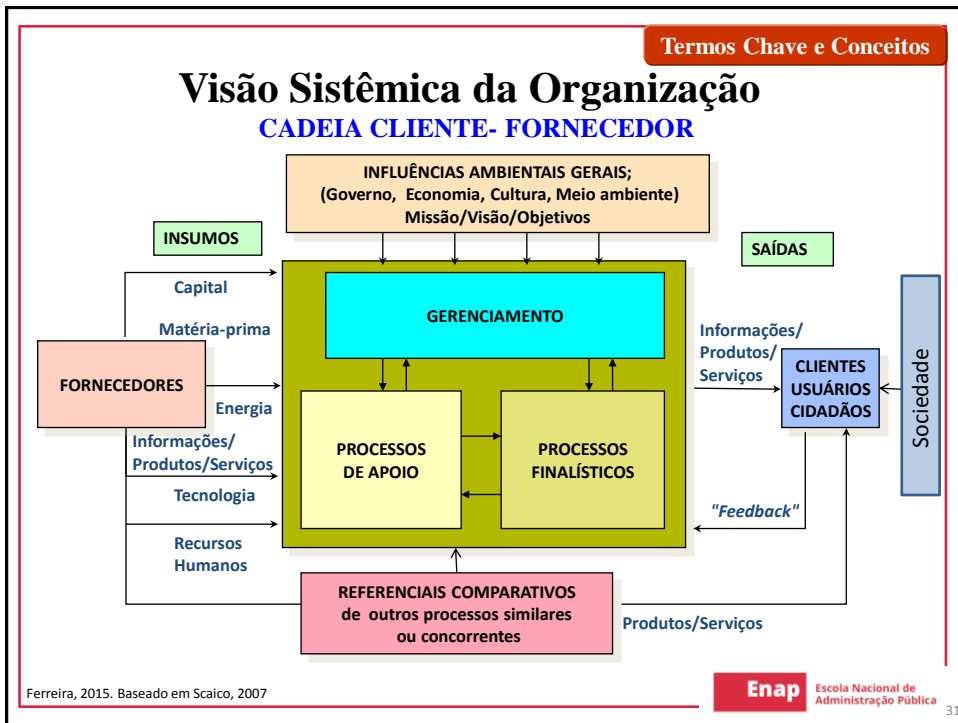 Termos Chave e Conceitos
Visão Sistêmica da Organização
CADEIA CLIENTE- FORNECEDOR
INFLUÊNCIAS AMBIENTAIS GERAIS;
(Governo, Economia, Cultura, Meio ambiente)
Missão/Visão/Objetivos
INSUMOS
SAÍDAS
Capital
Matéria-prima
FORNECEDORES
Energia
Informações/
Produtos/Serviços
Tecnologia
Recursos
Humanos
GERENCIAMENTO
PROCESSOS
DE APOIO
PROCESSOS
FINALÍSTICOS
Informações/
Produtos/
Serviços
CLIENTES
USUÁRIOS
CIDADÃOS
Sociedade
"Feedback"
REFERENCIAIS COMPARATIVOS
de outros processos similares
ou concorrentes
Produtos/Serviços
Ferreira, 2015. Baseado em Scaico, 2007
Enap
Escola Nacional de
Administração Pública
31